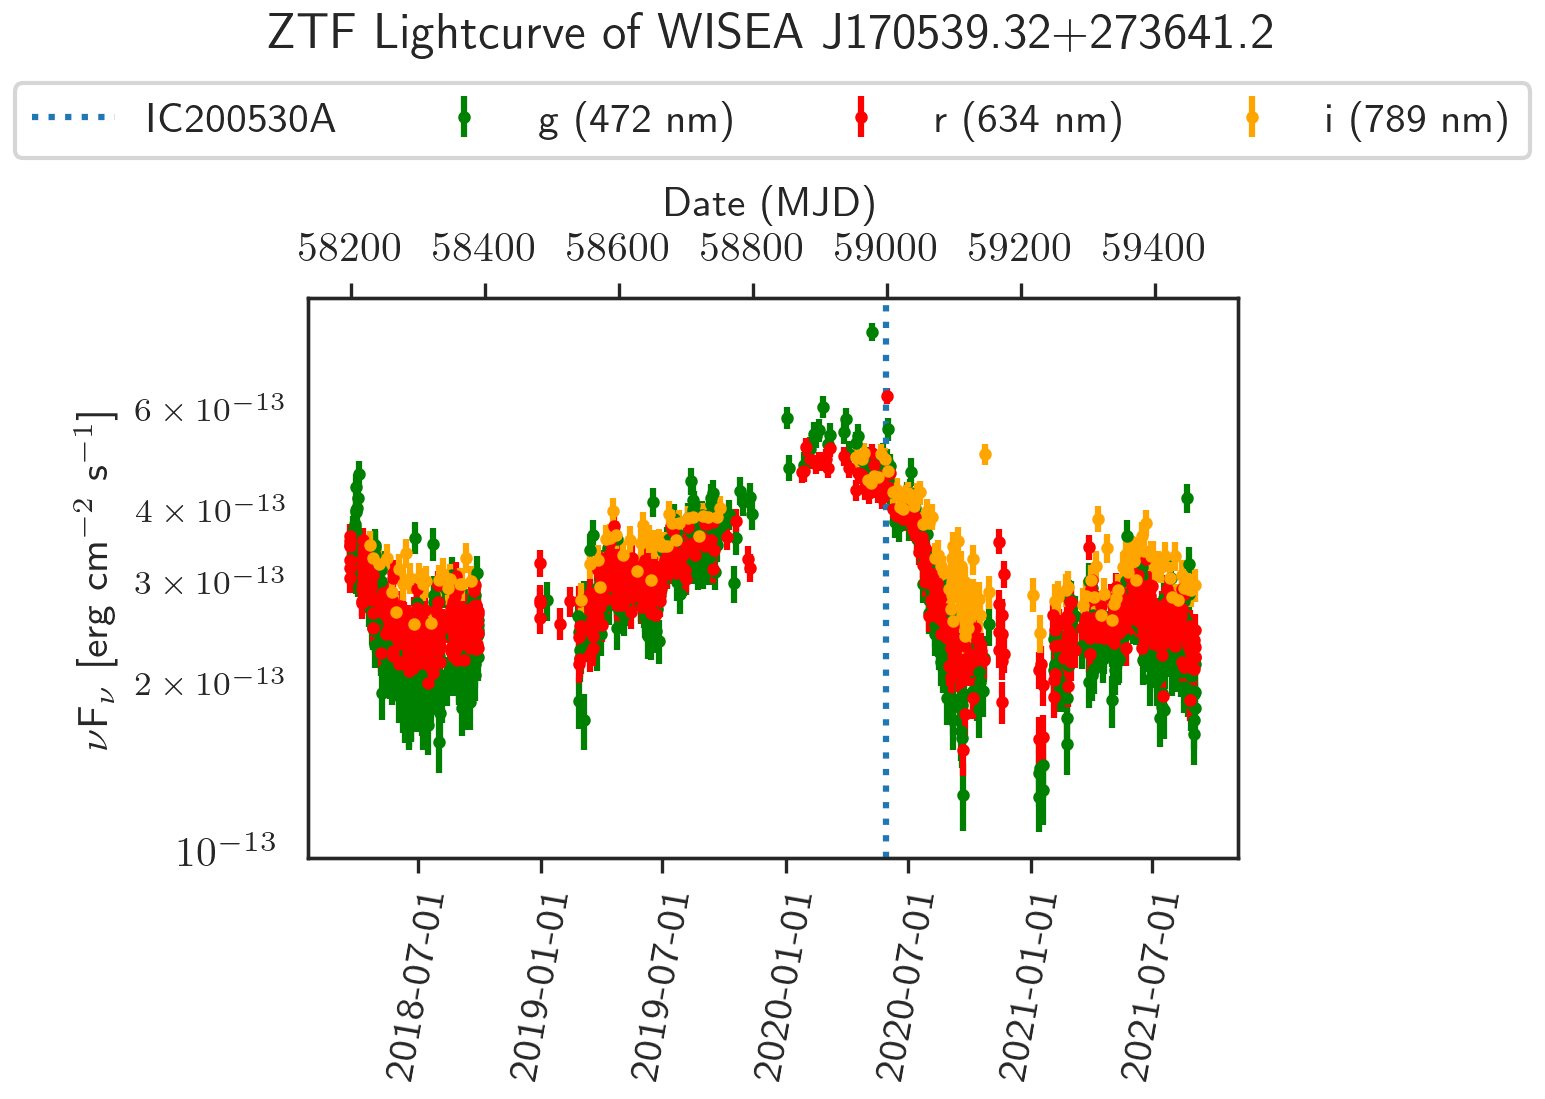 ZTF Lightcurve of WISEA J170539.32+273641.2
IC200530A g (472 nm) r (634 nm) i (789 nm)
Date (MJD)
58200 58400 58600 58800 59000 59200 59400
νFν [erg cm⁻² s⁻¹]
6 × 10⁻¹³
4 × 10⁻¹³
3 × 10⁻¹³
2 × 10⁻¹³
10⁻¹³
2018-07-01 2019-01-01 2019-07-01 2020-01-01 2020-07-01 2021-01-01 2021-07-01